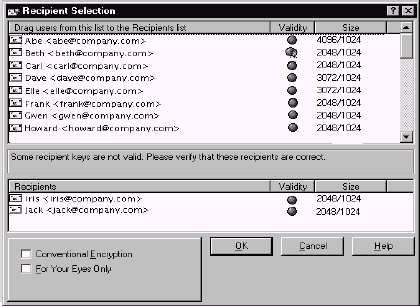 Recipient Selection
Drag users from this list to the Recipients list Validity Size
Abe <abe@company.com> 4096/1024
Beth <beth@company.com> 2048/1024
Carl <carl@company.com> 2048/1024
Dave <dave@company.com> 3072/1024
Elle <elle@company.com> 3072/1024
Frank <frank@company.com> 2048/1024
Gwen <gwen@company.com> 2048/1024
Howard <howard@company.com> 2048/1024
Some recipient keys are not valid. Please verify that these recipients are correct.
Recipients Validity Size
Iris <iris@company.com> 2048/1024
Jack <jack@company.com> 2048/1024
OK Cancel Help
Conventional Encryption
For Your Eyes Only